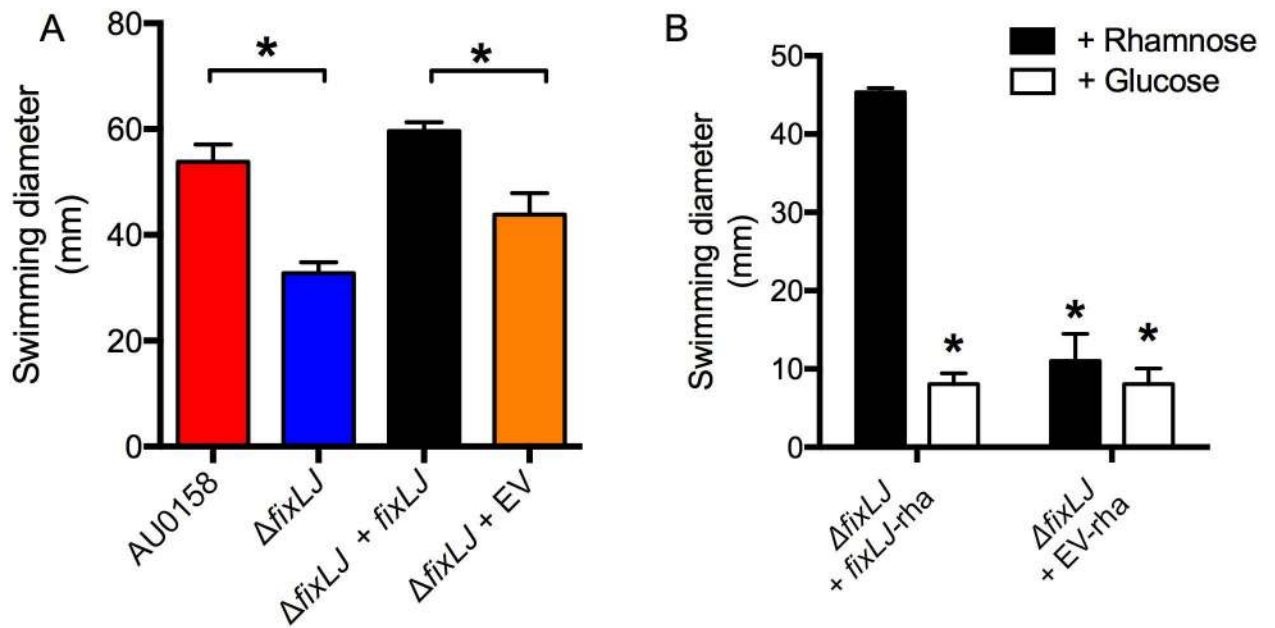 A
Swimming diameter
(mm)
80
60
40
20
0
*
*
AU0158
ΔfixLJ
ΔfixLJ + fixLJ
ΔfixLJ + EV
B
+ Rhamnose
+ Glucose
Swimming diameter
(mm)
50
40
30
20
10
0
*
*
*
ΔfixLJ
+ fixLJ-rha
ΔfixLJ
+ EV-rha